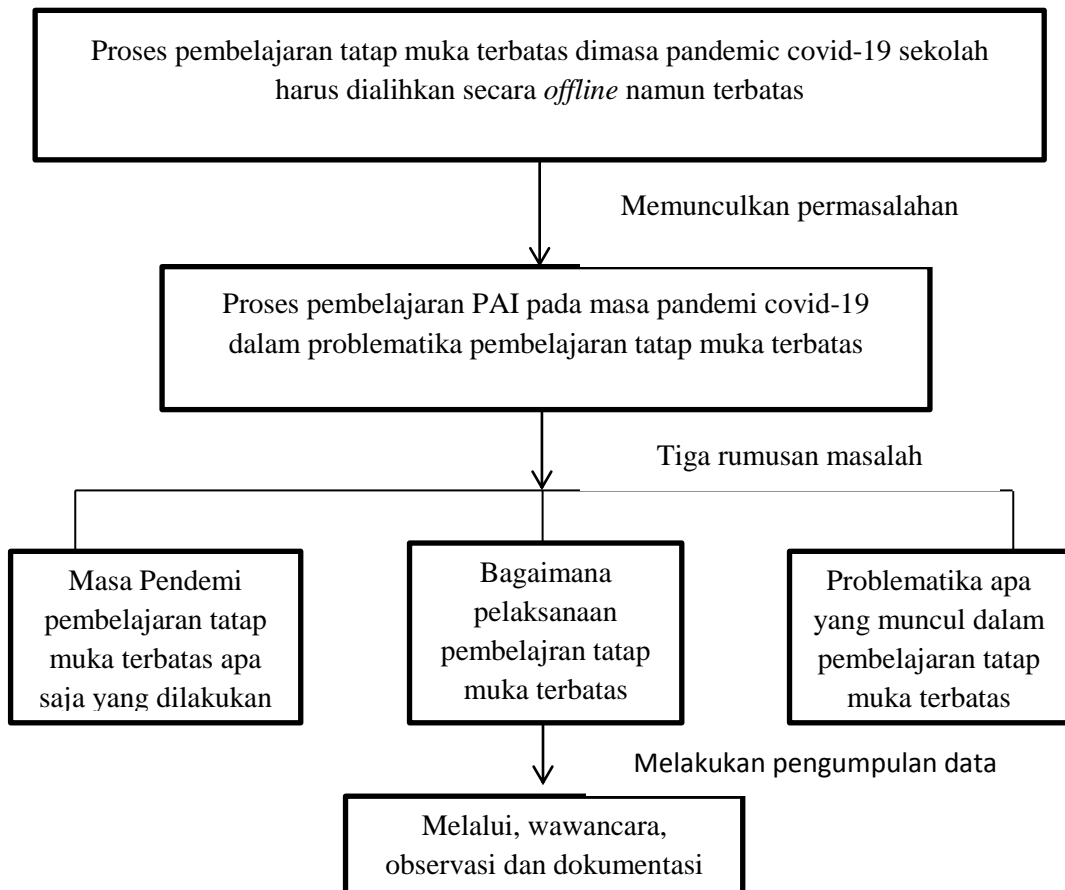 Proses pembelajaran tatap muka terbatas dimasa pandemic covid-19 sekolah
harus dialihkan secara offline namun terbatas
Memunculkan permasalahan
Proses pembelajaran PAI pada masa pandemi covid-19
dalam problematika pembelajaran tatap muka terbatas
Tiga rumusan masalah
Masa Pendemi
pembelajaran tatap
muka terbatas apa
saja yang dilakukan
Bagaimana
pelaksanaan
pembelajran tatap
muka terbatas
Problematika apa
yang muncul dalam
pembelajaran tatap
muka terbatas
Melakukan pengumpulan data
Melalui, wawancara,
observasi dan dokumentasi